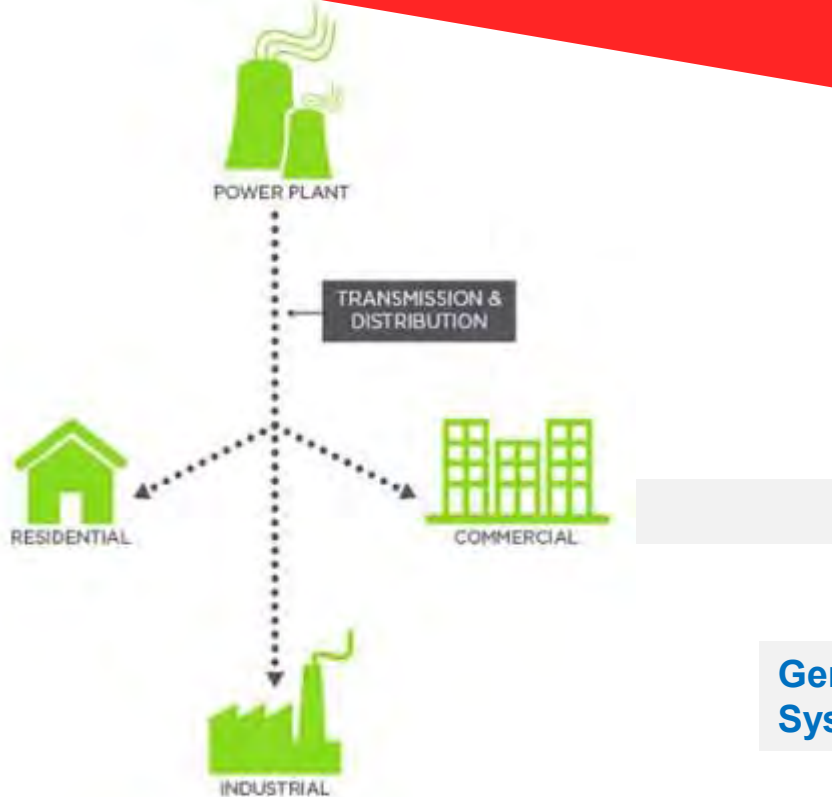 POWER PLANT
TRANSMISSION &
DISTRIBUTION
RESIDENTIAL
COMMERCIAL
INDUSTRIAL